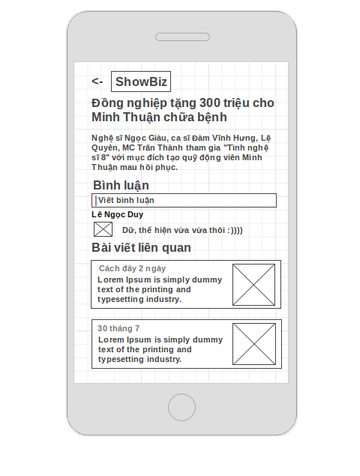 <- ShowBiz
Đồng nghiệp tặng 300 triệu cho
Minh Thuận chữa bệnh
Nghệ sĩ Ngọc Giàu, ca sĩ Đàm Vĩnh Hưng, Lệ
Quyên, MC Trấn Thành tham gia "Tình nghệ
sĩ 8" với mục đích tạo quỹ động viên Minh
Thuận mau hồi phục.
Bình luận
Viết bình luận
Lê Ngọc Duy
Dữ, thể hiện vừa vừa thôi :))))
Bài viết liên quan
Cách đây 2 ngày
Lorem Ipsum is simply dummy
text of the printing and
typesetting industry.
30 tháng 7
Lorem Ipsum is simply dummy
text of the printing and
typesetting industry.